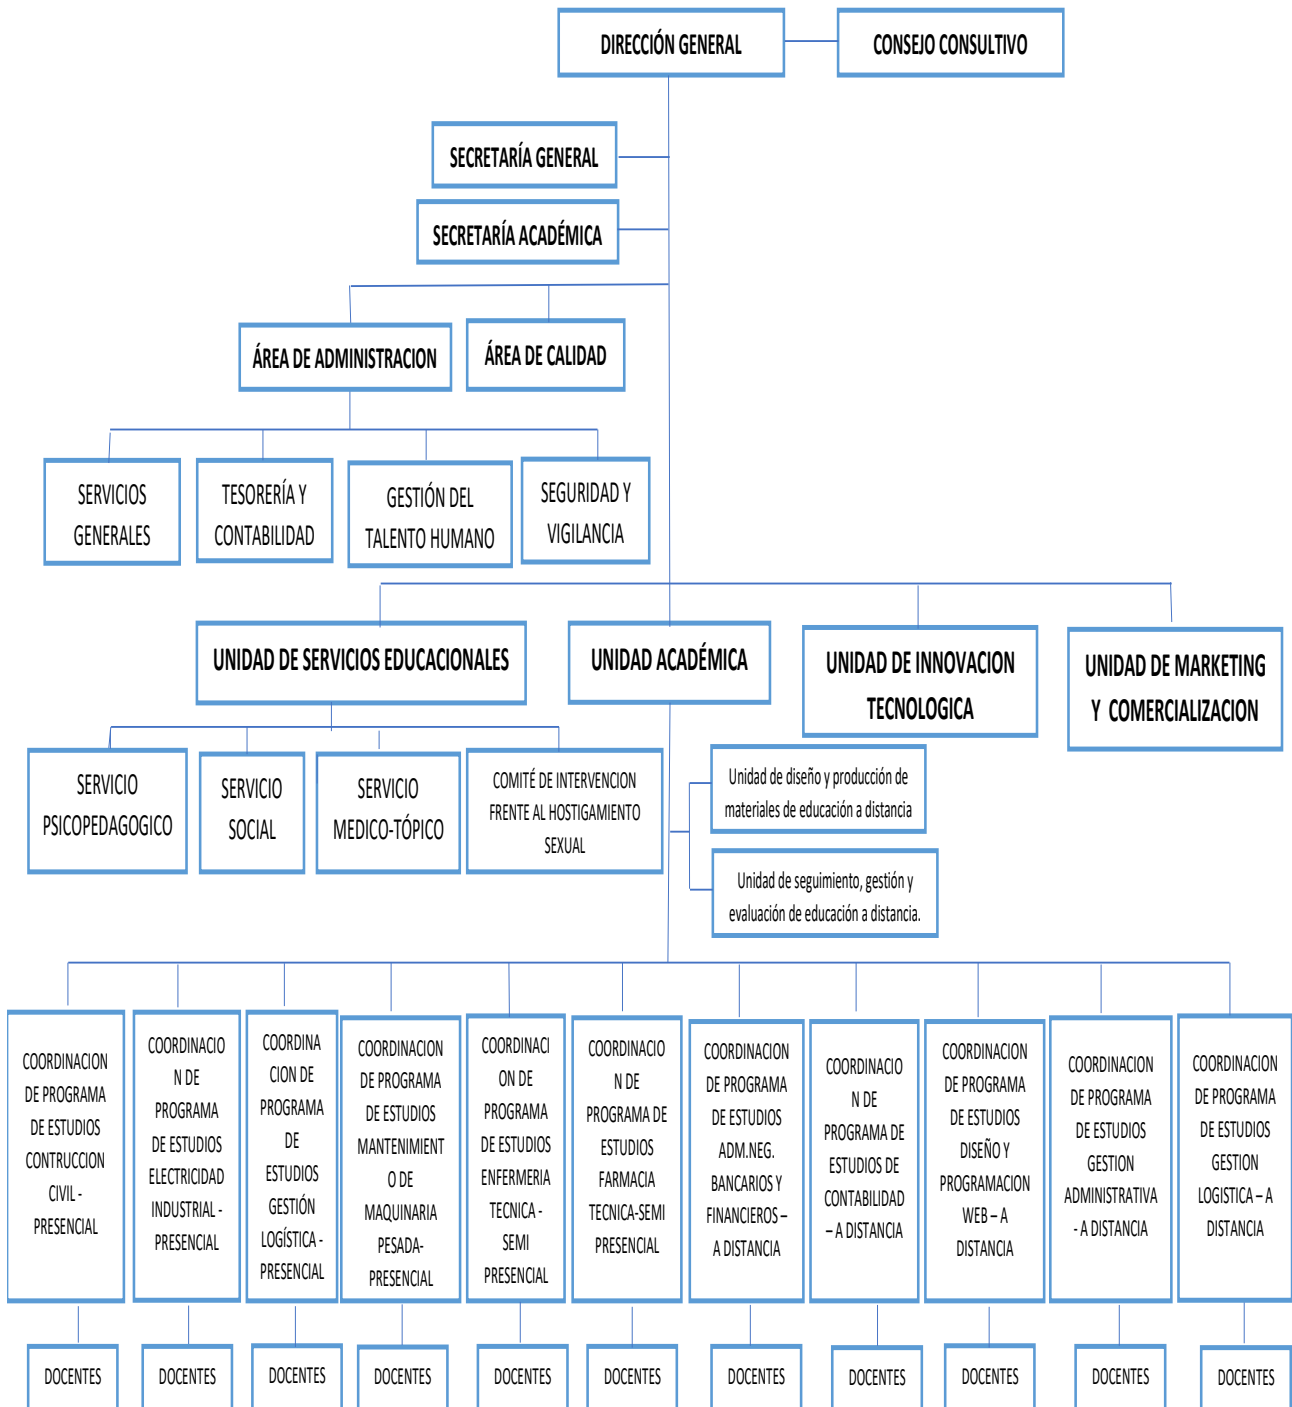 DIRECCIÓN GENERAL
CONSEJO CONSULTIVO
SECRETARÍA GENERAL
SECRETARÍA ACADÉMICA
ÁREA DE ADMINISTRACION
ÁREA DE CALIDAD
SERVICIOS
GENERALES
TESORERÍA Y
CONTABILIDAD
GESTIÓN DEL
TALENTO HUMANO
SEGURIDAD Y
VIGILANCIA
UNIDAD DE SERVICIOS EDUCACIONALES
UNIDAD ACADÉMICA
UNIDAD DE INNOVACION
TECNOLOGICA
UNIDAD DE MARKETING
Y COMERCIALIZACION
SERVICIO
PSICOPEDAGOGICO
SERVICIO
SOCIAL
SERVICIO
MEDICO-TÓPICO
COMITÉ DE INTERVENCION
FRENTE AL HOSTIGAMIENTO
SEXUAL
Unidad de diseño y producción de
materiales de educación a distancia
Unidad de seguimiento, gestión y
evaluación de educación a distancia.
COORDINACION
DE PROGRAMA
DE ESTUDIOS
CONTRUCCION
CIVIL -
PRESENCIAL
COORDINACIO
N DE
PROGRAMA
DE ESTUDIOS
ELECTRICIDAD
INDUSTRIAL -
PRESENCIAL
COORDINA
CION DE
PROGRAMA
DE
ESTUDIOS
GESTIÓN
LOGÍSTICA -
PRESENCIAL
COORDINACION
DE PROGRAMA
DE ESTUDIOS
MANTENIMIENT
O DE
MAQUINARIA
PESADA-
PRESENCIAL
COORDINACI
ON DE
PROGRAMA
DE ESTUDIOS
ENFERMERIA
TECNICA -
SEMI
PRESENCIAL
COORDINACIO
N DE
PROGRAMA DE
ESTUDIOS
FARMACIA
TECNICA-SEMI
PRESENCIAL
COORDINACION
DE PROGRAMA
DE ESTUDIOS
ADM.NEG.
BANCARIOS Y
FINANCIEROS –
A DISTANCIA
COORDINACIO
N DE
PROGRAMA DE
ESTUDIOS DE
CONTABILIDAD
– A DISTANCIA
COORDINACION
DE PROGRAMA
DE ESTUDIOS
DISEÑO Y
PROGRAMACION
WEB – A
DISTANCIA
COORDINACION
DE PROGRAMA
DE ESTUDIOS
GESTION
ADMINISTRATIVA
- A DISTANCIA
COORDINACION
DE PROGRAMA
DE ESTUDIOS
GESTION
LOGISTICA – A
DISTANCIA
DOCENTES
DOCENTES
DOCENTES
DOCENTES
DOCENTES
DOCENTES
DOCENTES
DOCENTES
DOCENTES
DOCENTES
DOCENTES